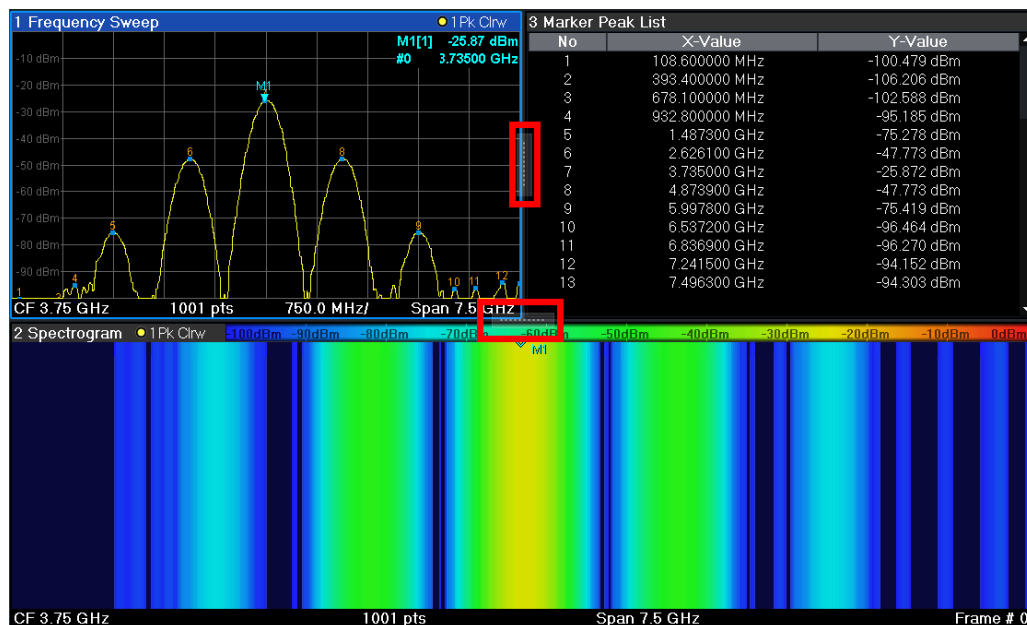 1 Frequency Sweep
1Pk Clrw
M1[1] -25.87 dBm
#0 3.73500 GHz
M1
-10 dBm
-20 dBm
-30 dBm
-40 dBm
-50 dBm
-60 dBm
-70 dBm
-80 dBm
-90 dBm
6
8
5
9
4
10
11
12
1
CF 3.75 GHz 1001 pts 750.0 MHz/ Span 7.5 GHz
3 Marker Peak List
No X-Value Y-Value
1 108.600000 MHz -100.479 dBm
2 393.400000 MHz -106.206 dBm
3 678.100000 MHz -102.588 dBm
4 932.800000 MHz -95.185 dBm
5 1.487300 GHz -75.278 dBm
6 2.626100 GHz -47.773 dBm
7 3.735000 GHz -25.872 dBm
8 4.873900 GHz -47.773 dBm
9 5.997800 GHz -75.419 dBm
10 6.537200 GHz -96.464 dBm
11 6.836900 GHz -96.270 dBm
12 7.241500 GHz -94.152 dBm
13 7.496300 GHz -94.303 dBm
2 Spectrogram 1Pk Clrw -100dBm -90dBm -80dBm -70dBm -60dBm -50dBm -40dBm -30dBm -20dBm -10dBm 0dBm
M1
CF 3.75 GHz 1001 pts Span 7.5 GHz Frame # 0